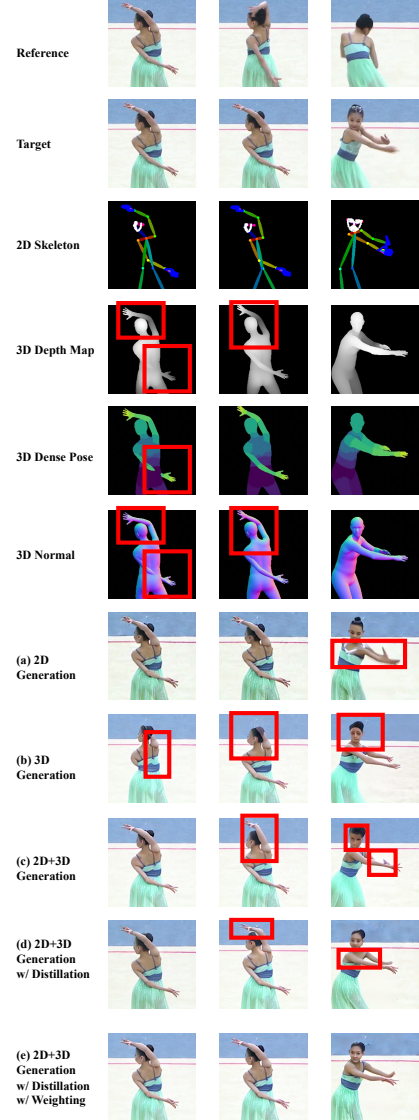 Reference
Target
2D Skeleton
3D Depth Map
3D Dense Pose
3D Normal
(a) 2D
Generation
(b) 3D
Generation
(c) 2D+3D
Generation
(d) 2D+3D
Generation
w/ Distillation
(e) 2D+3D
Generation
w/ Distillation
w/ Weighting